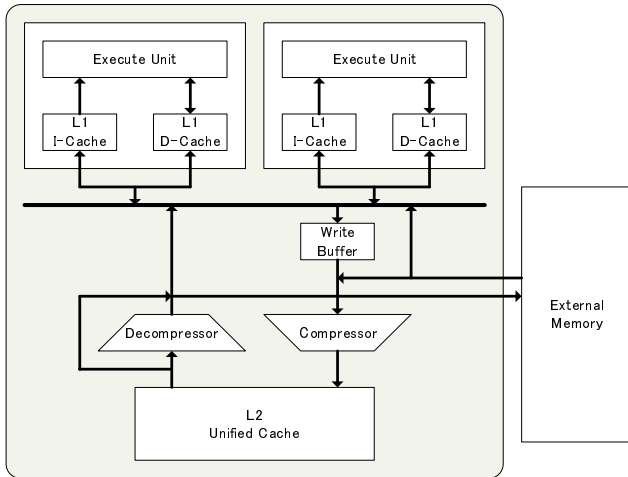 Execute Unit
L1
I-Cache
L1
D-Cache
Execute Unit
L1
I-Cache
L1
D-Cache
Write
Buffer
External
Memory
Decompressor
Compressor
L2
Unified Cache